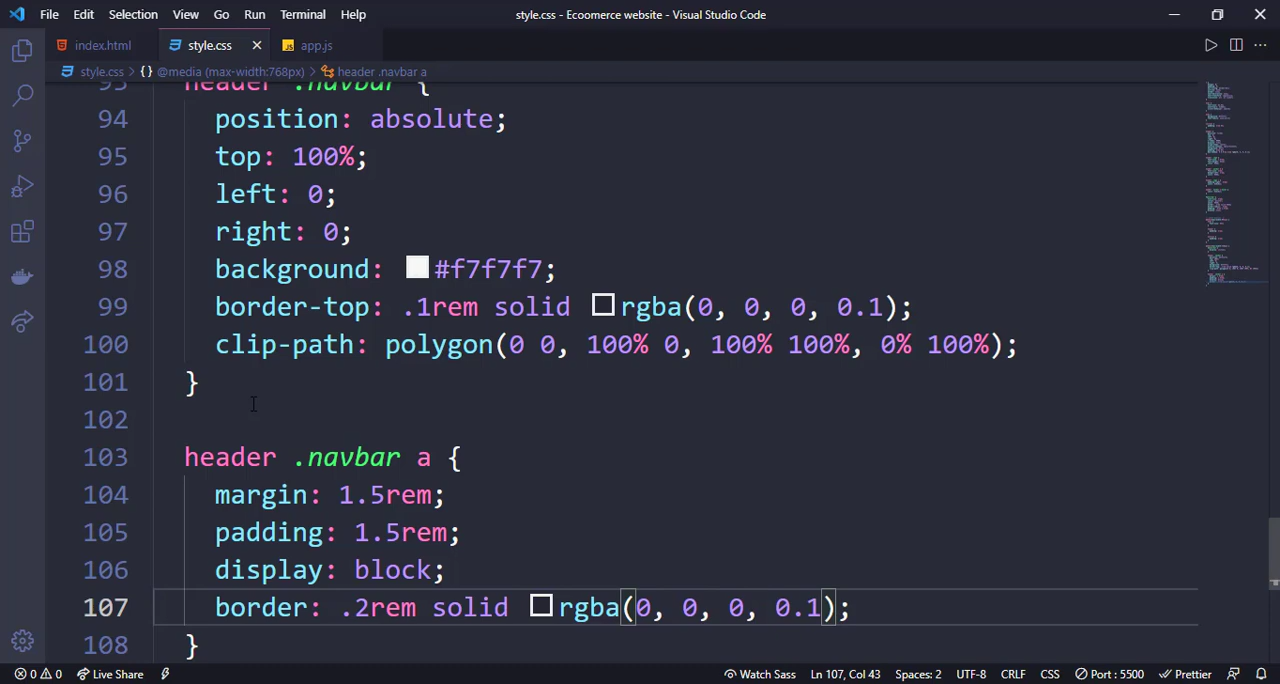 File Edit Selection View Go Run Terminal Help style.css - Ecoomerce website - Visual Studio Code
index.html style.css app.js
style.css > {} @media (max-width:768px) > header .navbar a
93 header .navbar {
94 position: absolute;
95 top: 100%;
96 left: 0;
97 right: 0;
98 background: #f7f7f7;
99 border-top: .1rem solid rgba(0, 0, 0, 0.1);
100 clip-path: polygon(0 0, 100% 0, 100% 100%, 0% 100%);
101 }
102
103 header .navbar a {
104 margin: 1.5rem;
105 padding: 1.5rem;
106 display: block;
107 border: .2rem solid rgba(0, 0, 0, 0.1);
108 }
0 0 Live Share Watch Sass Ln 107, Col 43 Spaces: 2 UTF-8 CRLF CSS Port : 5500 Prettier